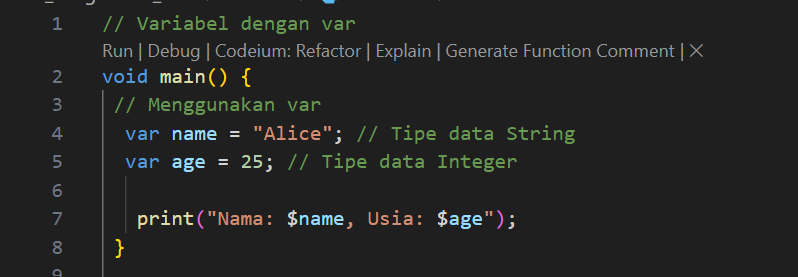 1 // Variabel dengan var
Run | Debug | Codeium: Refactor | Explain | Generate Function Comment | ×
2 void main() {
3 // Menggunakan var
4 var name = "Alice"; // Tipe data String
5 var age = 25; // Tipe data Integer
6
7 print("Nama: $name, Usia: $age");
8 }
9